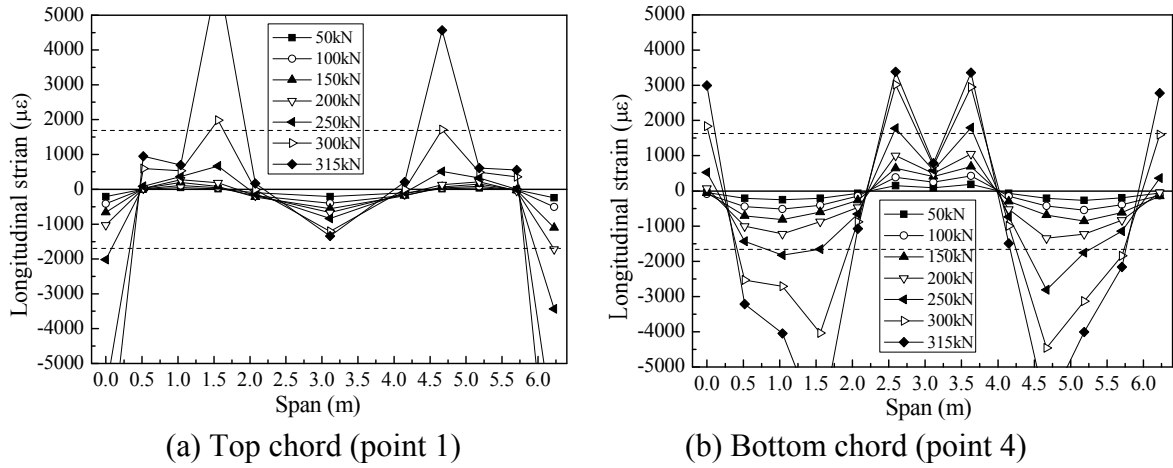 5000
4000
3000
2000
1000
0
-1000
-2000
-3000
-4000
-5000
Longitudinal strian (με)
50kN
100kN
150kN
200kN
250kN
300kN
315kN
0.0 0.5 1.0 1.5 2.0 2.5 3.0 3.5 4.0 4.5 5.0 5.5 6.0
Span (m)
(a) Top chord (point 1)
5000
4000
3000
2000
1000
0
-1000
-2000
-3000
-4000
-5000
Longitudinal strain (με)
50kN
100kN
150kN
200kN
250kN
300kN
315kN
0.0 0.5 1.0 1.5 2.0 2.5 3.0 3.5 4.0 4.5 5.0 5.5 6.0
Span (m)
(b) Bottom chord (point 4)